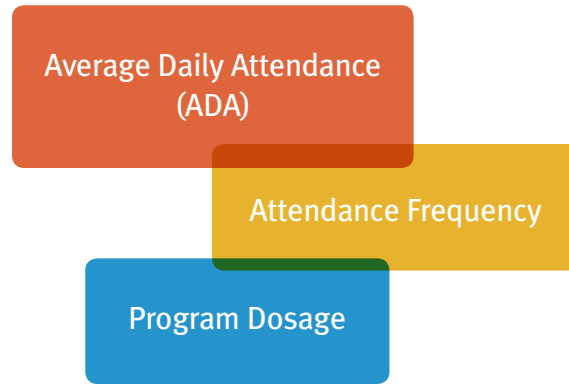 Average Daily Attendance
(ADA)
Attendance Frequency
Program Dosage